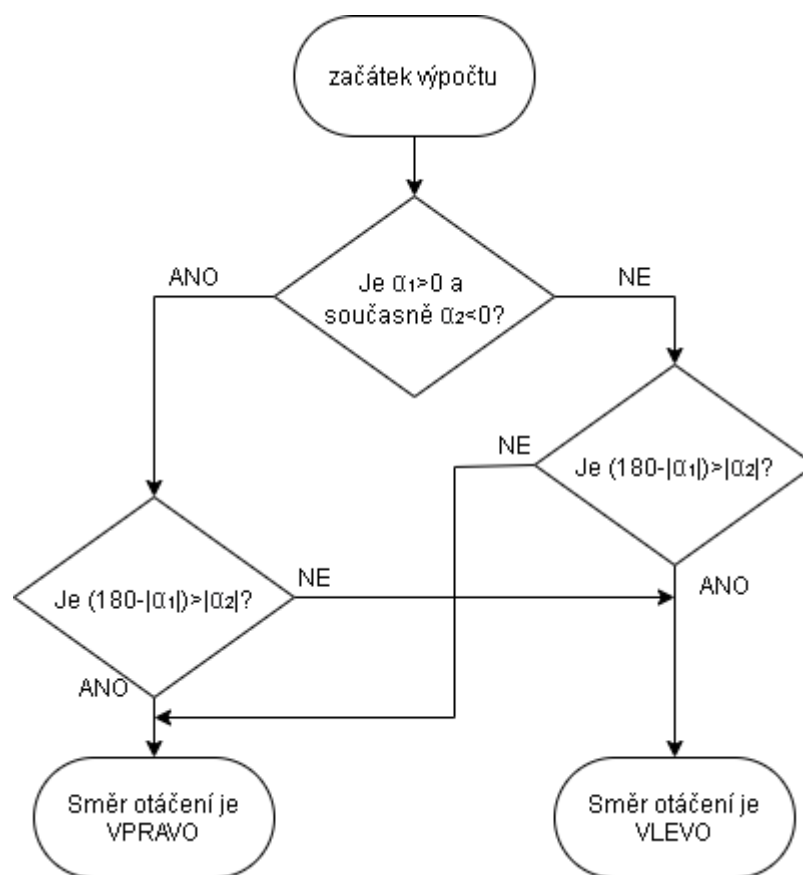 začátek výpočtu
Je α₁>0 a
současně α₂<0?
ANO
NE
Je (180-|α₁|)>|α₂|?
NE
ANO
Je (180-|α₁|)>|α₂|?
NE
ANO
Směr otáčení je
VPRAVO
Směr otáčení je
VLEVO